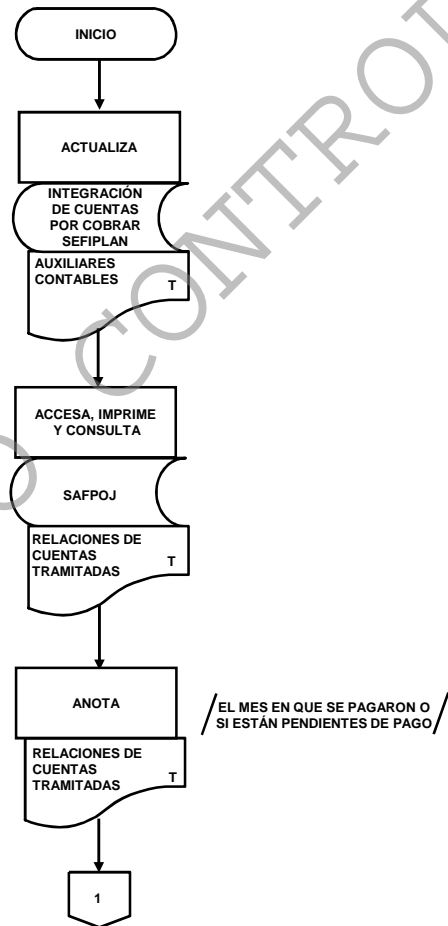 INICIO
ACTUALIZA
INTEGRACIÓN
DE CUENTAS
POR COBRAR
SEFIPLAN
AUXILIARES
CONTABLES
T
ACCESA, IMPRIME
Y CONSULTA
SAFPOJ
RELACIONES DE
CUENTAS
TRAMITADAS
T
ANOTA
EL MES EN QUE SE PAGARON O
SI ESTÁN PENDIENTES DE PAGO
RELACIONES DE
CUENTAS
TRAMITADAS
T
1
O CONTROL